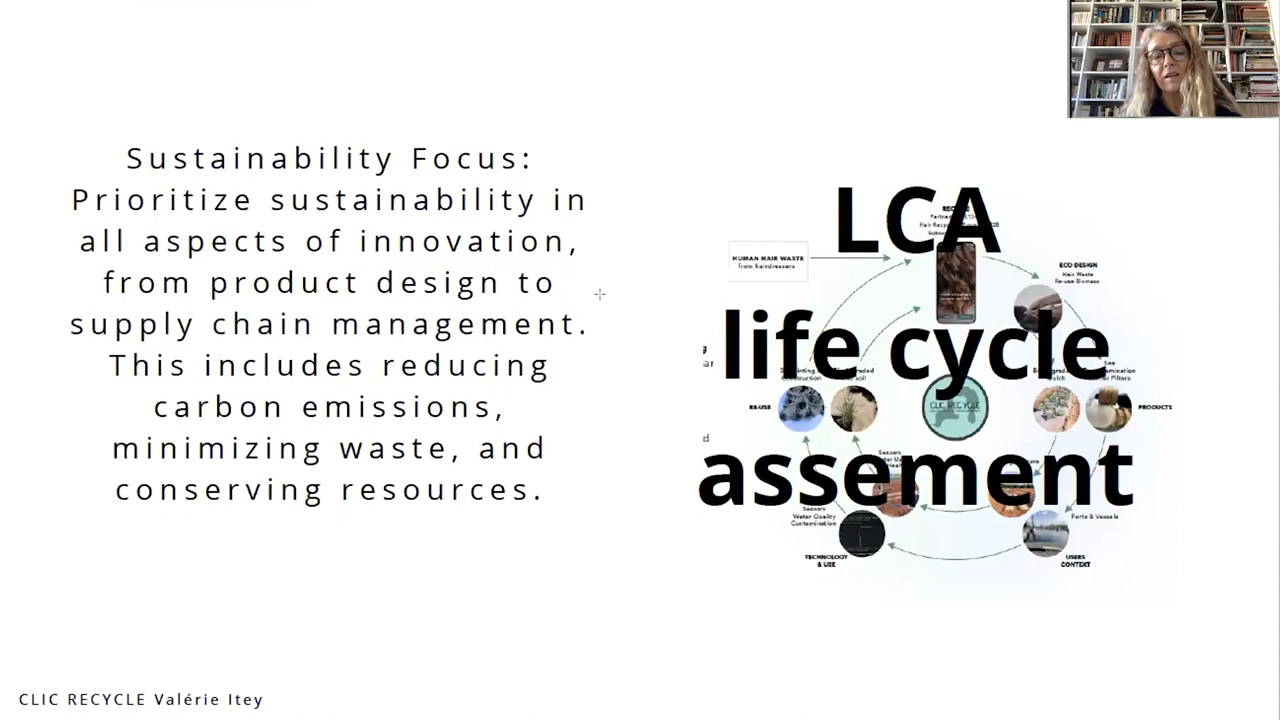 Sustainability Focus:
Prioritize sustainability in
all aspects of innovation,
from product design to
supply chain management.
This includes reducing
carbon emissions,
minimizing waste, and
conserving resources.
LCA
life cycle
assement
HUMAN HAIR WASTE
from hairdressers
ECO DESIGN
Hair Waste
Re-use Biomass
RE-USE
CLIC RECYCLE
PRODUCTS
Sensors
Sensors
Water Quality
Contamination
Ports & Vessels
TECHNOLOGY
& USE
USERS
CONTEXT
CLIC RECYCLE Valérie Itey